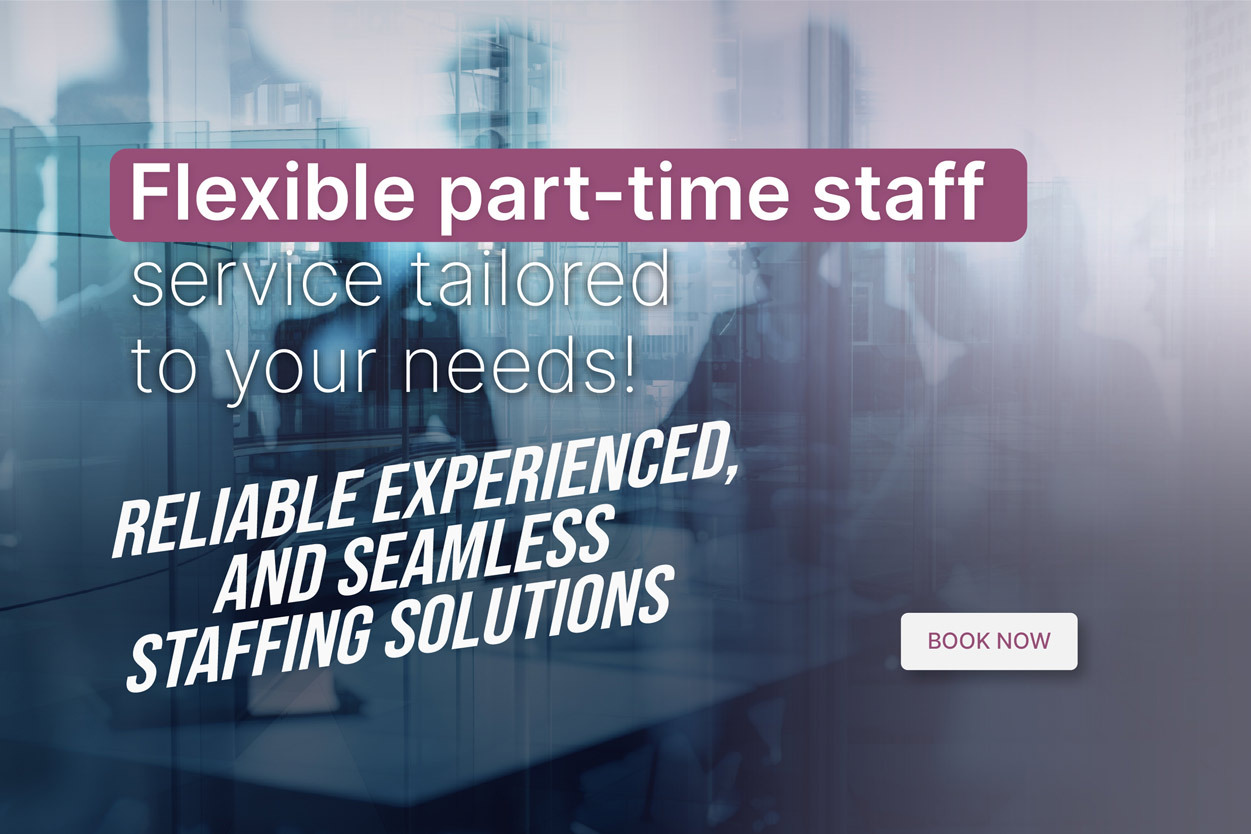 Flexible part-time staff
service tailored
to your needs!
RELIABLE EXPERIENCED,
AND SEAMLESS
STAFFING SOLUTIONS
BOOK NOW